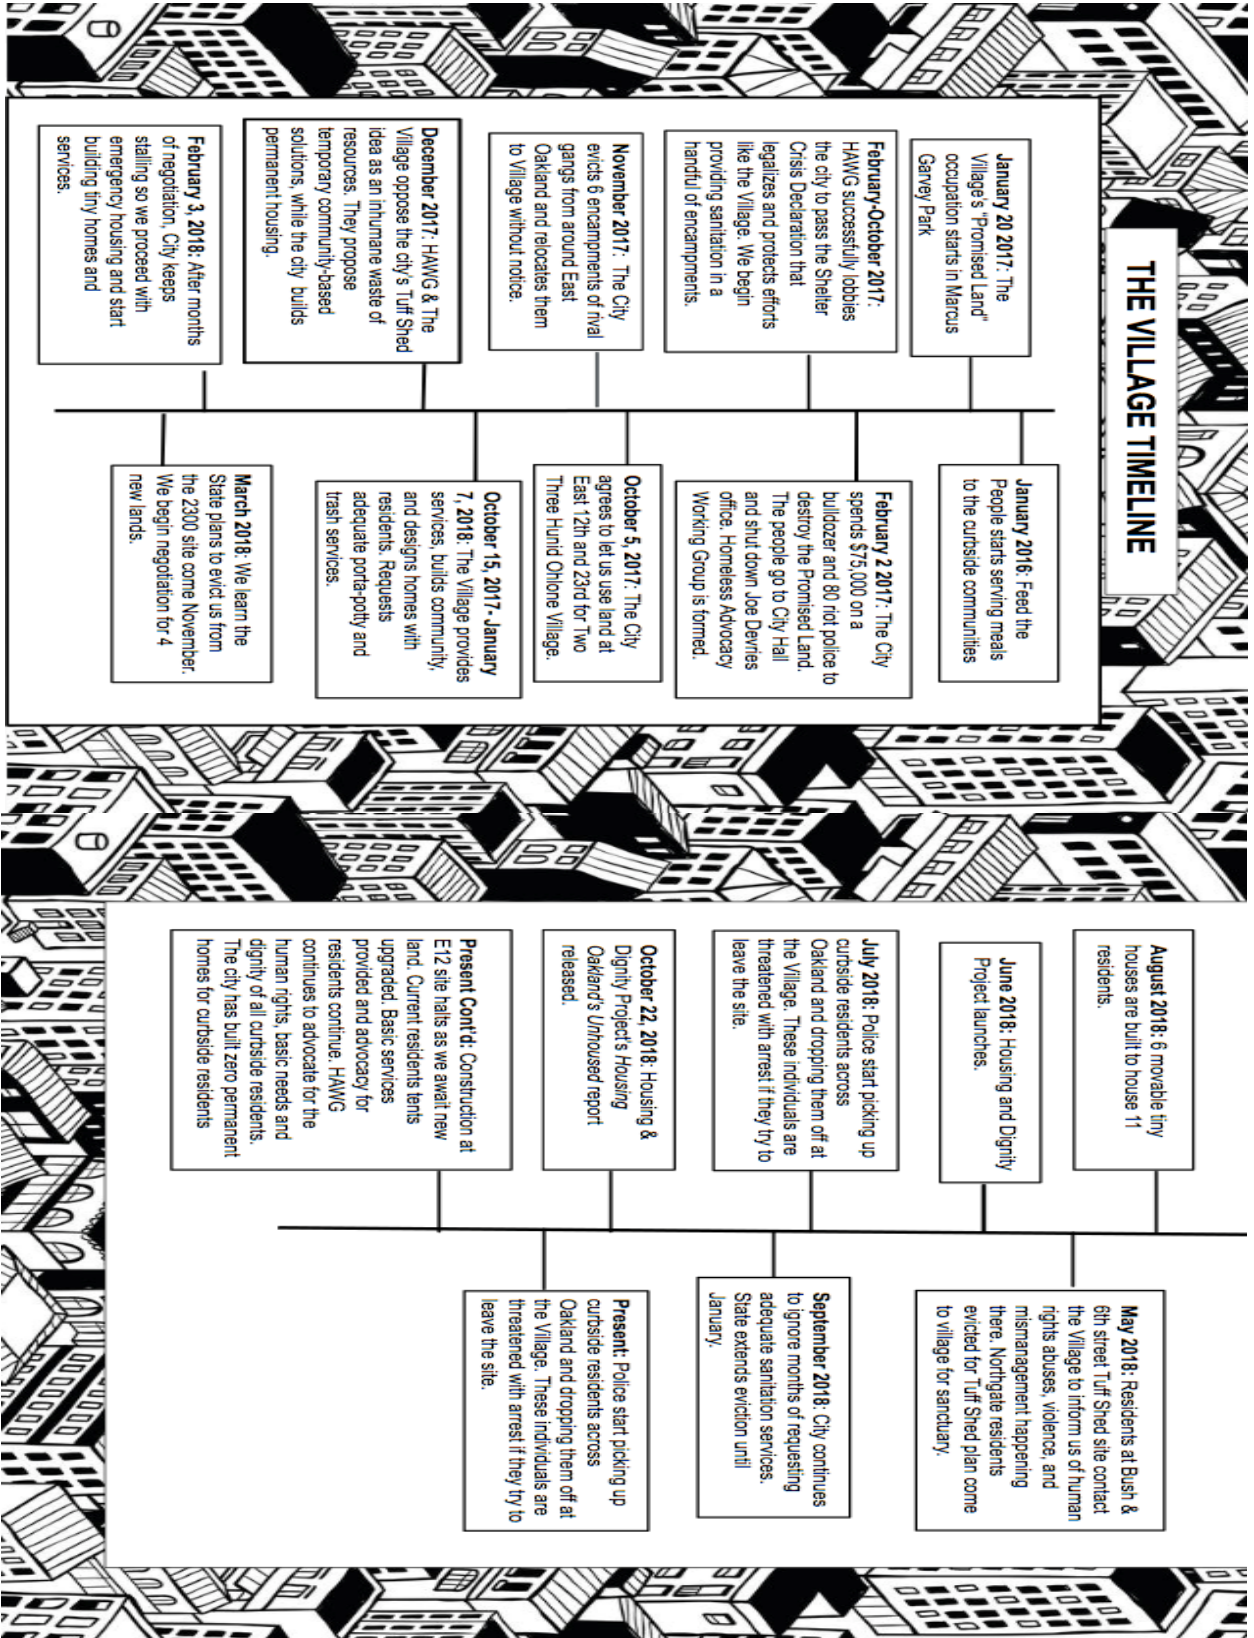 THE VILLAGE TIMELINE
January 2016: Feed the
People starts serving meals
to the curbside communities
January 20 2017: The
Village's "Promised Land"
occupation starts in Marcus
Garvey Park
February 2 2017: The City
spends $75,000 on a
bulldozer and 80 riot police to
destroy the Promised Land.
The people go to City Hall
and shut down Joe Devries
office. Homeless Advocacy
Working Group is formed.
February-October 2017:
HAWG successfully lobbies
the city to pass the Shelter
Crisis Declaration that
legalizes and protects efforts
like the Village. We begin
providing sanitation in a
handful of encampments.
October 5, 2017: The City
agrees to let us use land at
East 12th and 23rd for Two
Three Hunid Ohlone Village.
November 2017: The City
evicts 6 encampments of rival
gangs from around East
Oakland and relocates them
to Village without notice.
October 15, 2017- January
7, 2018: The Village provides
services, builds community,
and designs homes with
residents. Requests
adequate porta-potty and
trash services.
December 2017: HAWG & The
Village oppose the city's Tuff Shed
idea as an inhumane waste of
resources. They propose
temporary community-based
solutions, while the city builds
permanent housing.
February 3, 2018: After months
of negotiation, City keeps
stalling so we proceed with
emergency housing and start
building tiny homes and
services.
March 2018: We learn the
State plans to evict us from
the 2300 site come November.
We begin negotiation for 4
new lands.
August 2018: 6 movable tiny
houses are built to house 11
residents.
May 2018: Residents at Bush &
6th street Tuff Shed site contact
the Village to inform us of human
rights abuses, violence, and
mismanagement happening
there. Northgate residents
evicted for Tuff Shed plan come
to village for sanctuary.
June 2018: Housing and Dignity
Project launches.
July 2018: Police start picking up
curbside residents across
Oakland and dropping them off at
the Village. These individuals are
threatened with arrest if they try to
leave the site.
September 2018: City continues
to ignore months of requesting
adequate sanitation services.
State extends eviction until
January.
October 22, 2018: Housing &
Dignity Project's Housing
Oakland's Unhoused report
released.
Present: Police start picking up
curbside residents across
Oakland and dropping them off at
the Village. These individuals are
threatened with arrest if they try to
leave the site.
Present Cont'd: Construction at
E12 site halts as we await new
land. Current residents tents
upgraded. Basic services
provided and advocacy for
residents continue. HAWG
continues to advocate for the
human rights, basic needs and
dignity of all curbside residents.
The city has built zero permanent
homes for curbside residents